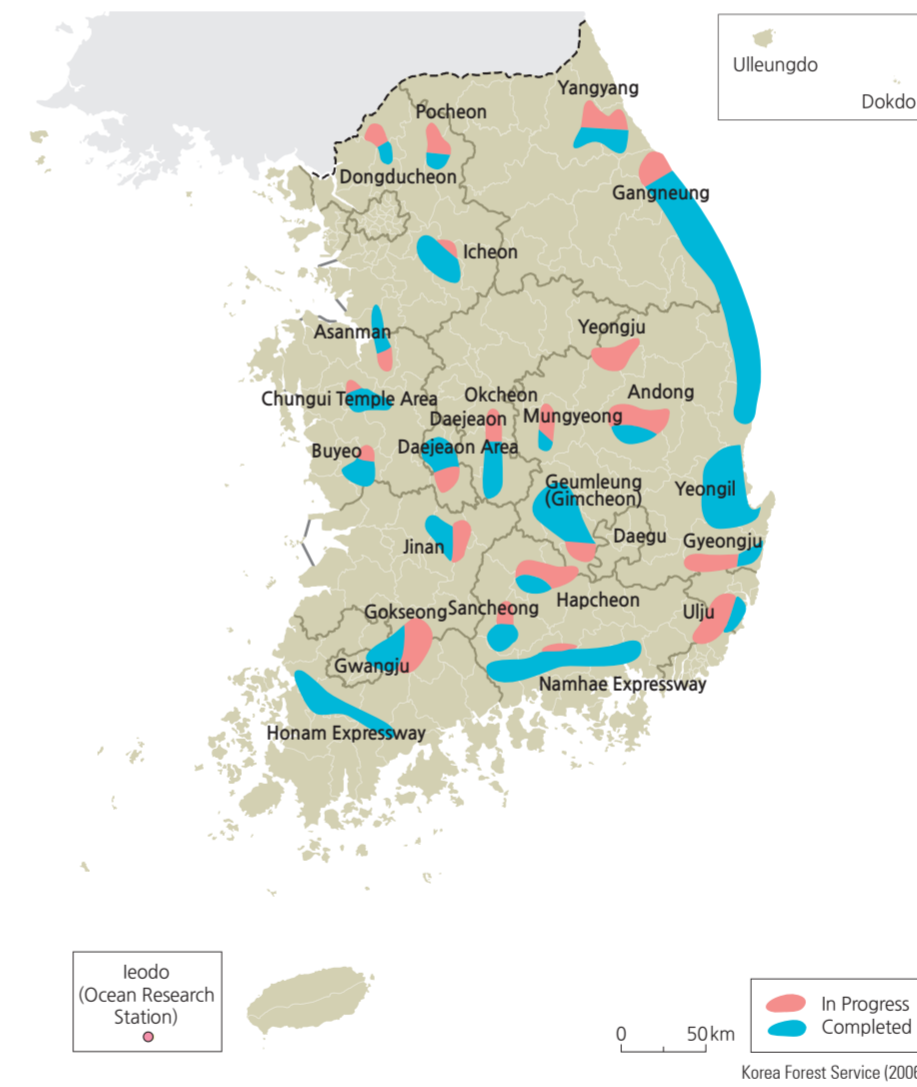 Ulleungdo
Dokdo
Yangyang
Pocheon
Dongducheon
Gangneung
Icheon
Asanman
Yeongju
Chungui Temple Area
Okcheon
Andong
Daejeaon
Mungyeong
Buyeo
Daejeaon Area
Geumleung
(Gimcheon)
Yeongil
Jinan
Daegu
Gyeongju
Hapcheon
Gokseong
Sancheong
Ulju
Gwangju
Namhae Expressway
Honam Expressway
Ieodo
(Ocean Research
Station)
0
50km
In Progress
Completed
Korea Forest Service (2006